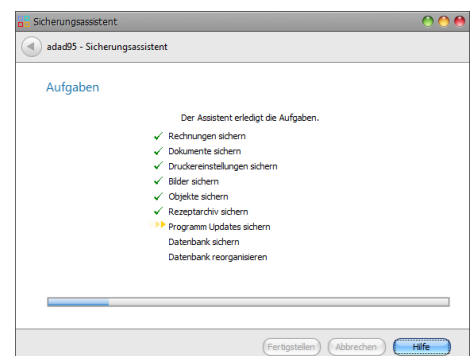 Sicherungsassistent
adad95 - Sicherungsassistent
Aufgaben
Der Assistent erledigt die Aufgaben.
Rechnungen sichern
Dokumente sichern
Druckereinstellungen sichern
Bilder sichern
Objekte sichern
Rezeptarchiv sichern
Programm Updates sichern
Datenbank sichern
Datenbank reorganisieren
Fertigstellen Abbrechen Hilfe